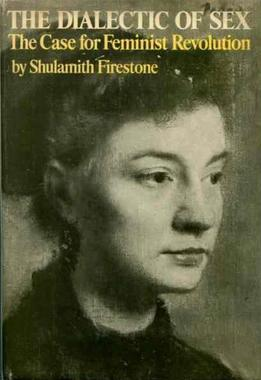 THE DIALECTIC OF SEX
The Case for Feminist Revolution
by Shulamith Firestone